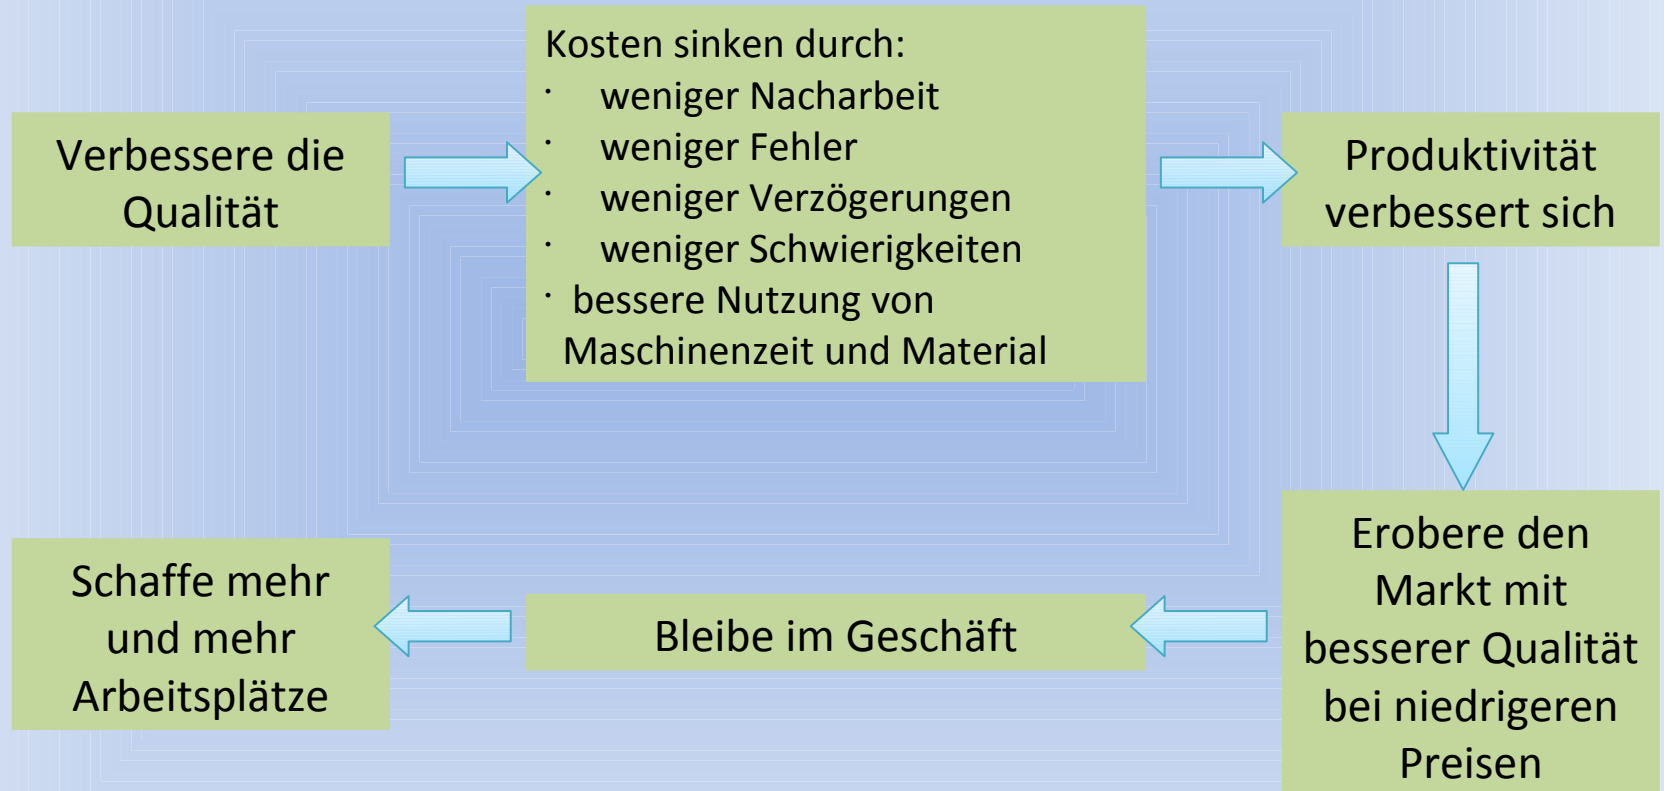 Verbessere die
Qualität
Kosten sinken durch:
· weniger Nacharbeit
· weniger Fehler
· weniger Verzögerungen
· weniger Schwierigkeiten
· bessere Nutzung von
Maschinenzeit und Material
Produktivität
verbessert sich
Erobere den
Markt mit
besserer Qualität
bei niedrigeren
Preisen
Bleibe im Geschäft
Schaffe mehr
und mehr
Arbeitsplätze